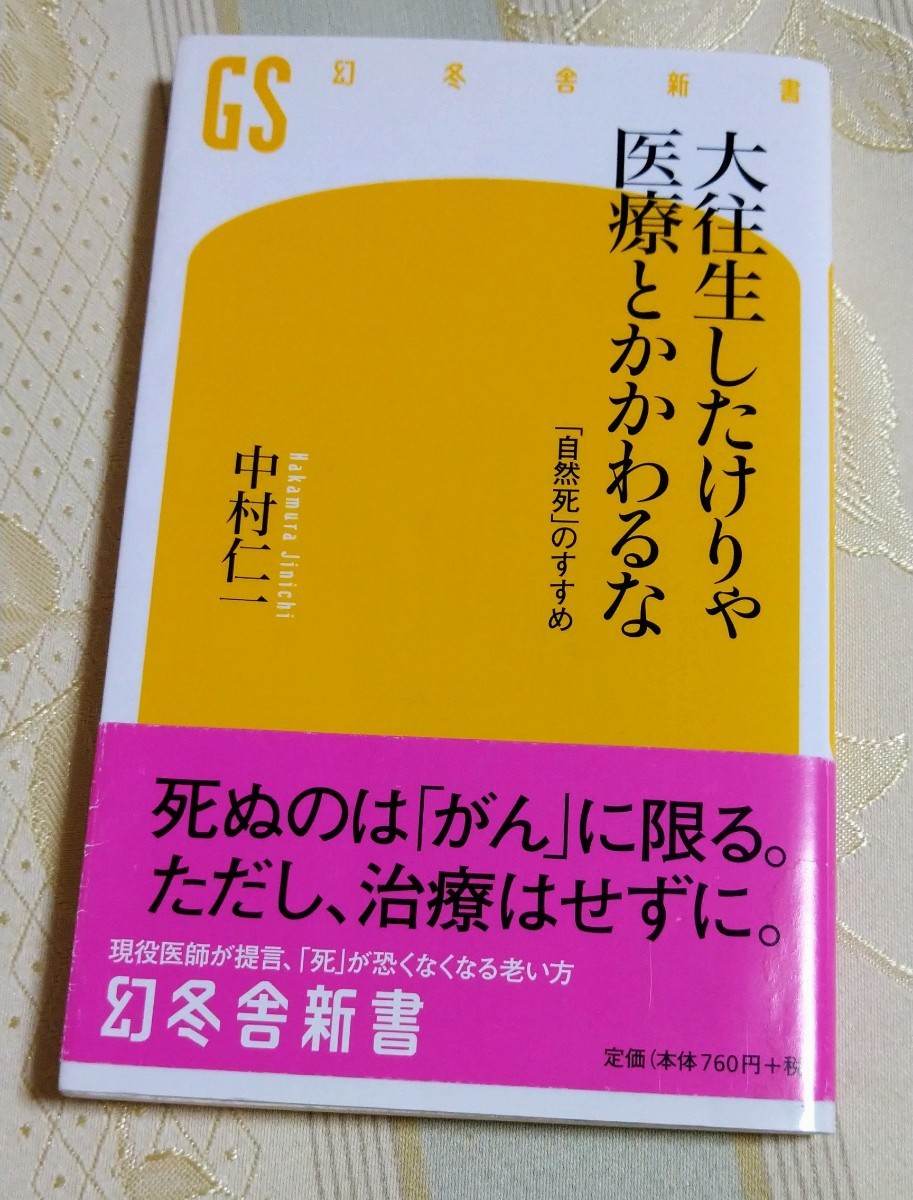 GS
幻冬舎新書
大往生したけりゃ
医療とかかわるな
「自然死」のすすめ
中村仁一
Nakamura Jinichi
死ぬのは「がん」に限る。
ただし、治療はせずに。
現役医師が提言、「死」が恐くなくなる老い方
幻冬舎新書
定価(本体760円+税